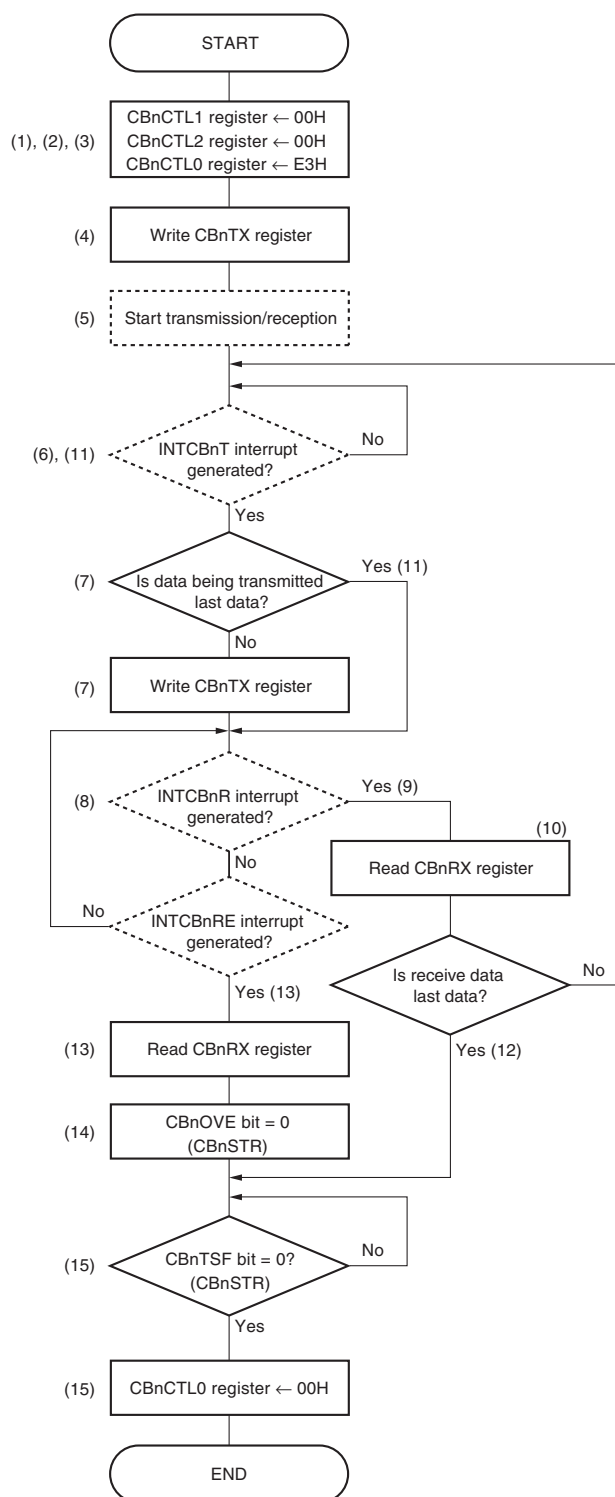 START
(1), (2), (3)
CBnCTL1 register ← 00H
CBnCTL2 register ← 00H
CBnCTL0 register ← E3H
(4)
Write CBnTX register
(5)
Start transmission/reception
(6), (11)
INTCBnT interrupt
generated?
No
Yes
(7)
Is data being transmitted
last data?
Yes (11)
No
(7)
Write CBnTX register
(8)
INTCBnR interrupt
generated?
Yes (9)
No
(10)
Read CBnRX register
No
INTCBnRE interrupt
generated?
Is receive data
last data?
No
Yes (13)
Yes (12)
(13)
Read CBnRX register
(14)
CBnOVE bit = 0
(CBnSTR)
(15)
CBnTSF bit = 0?
(CBnSTR)
No
Yes
(15)
CBnCTL0 register ← 00H
END